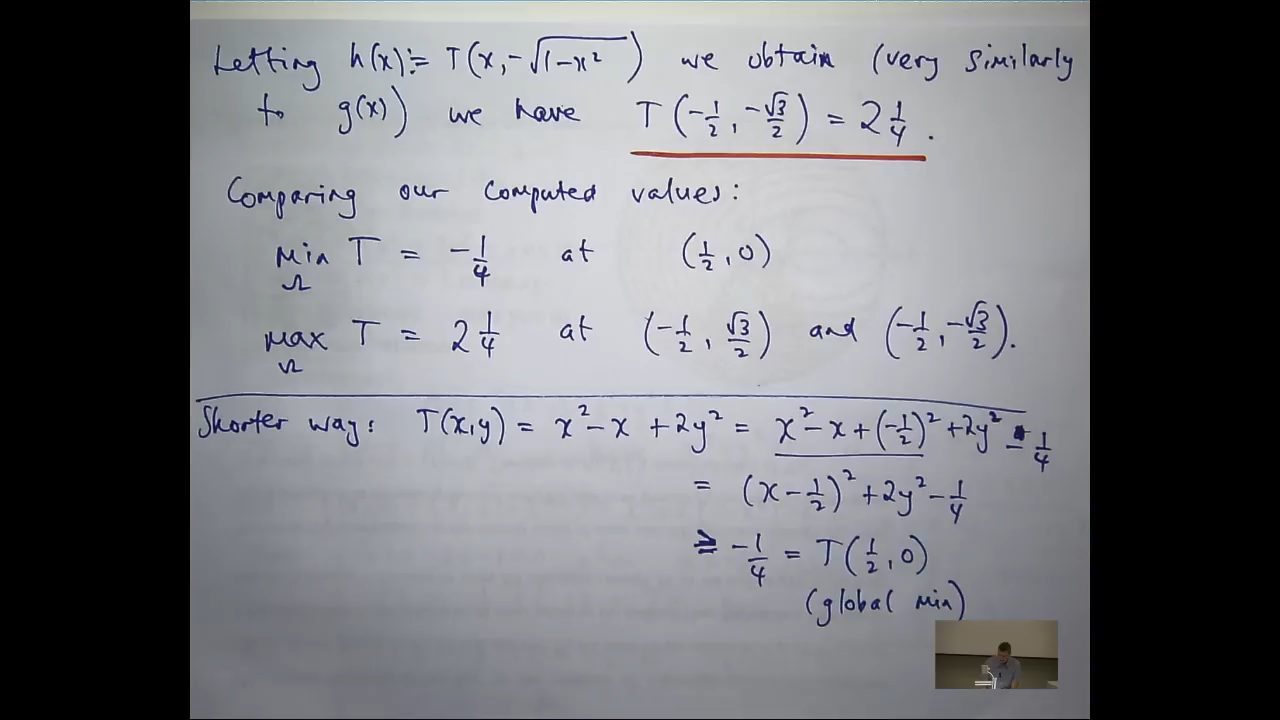 Letting h(x):= T(x, -√(1-x²)) we obtain (very similarly
to g(x)) we have T(-1/2, -√3/2) = 2 1/4.
Comparing our computed values:
min T = -1/4 at (1/2, 0)
Ω
max T = 2 1/4 at (-1/2, √3/2) and (-1/2, -√3/2).
Ω
Shorter way: T(x,y) = x² - x + 2y² = x² - x + (-1/2)² + 2y² - 1/4
= (x - 1/2)² + 2y² - 1/4
≥ -1/4 = T(1/2, 0)
(global min)